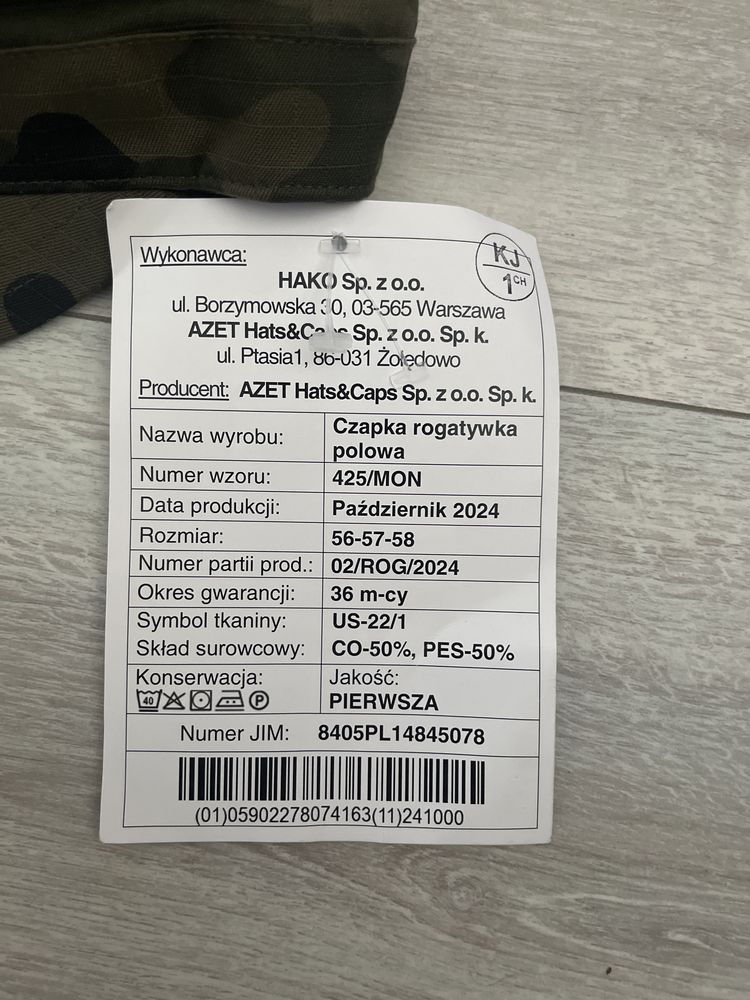 Wykonawca:
KJ
1CH
HAKO Sp. z o.o.
ul. Borzymowska 30, 03-565 Warszawa
AZET Hats&Caps Sp. z o.o. Sp. k.
ul. Ptasia1, 86-031 Żołędowo
Producent: AZET Hats&Caps Sp. z o.o. Sp. k.
Nazwa wyrobu: Czapka rogatywka
polowa
Numer wzoru: 425/MON
Data produkcji: Październik 2024
Rozmiar: 56-57-58
Numer partii prod.: 02/ROG/2024
Okres gwarancji: 36 m-cy
Symbol tkaniny: US-22/1
Skład surowcowy: CO-50%, PES-50%
Konserwacja: Jakość:
40 P PIERWSZA
Numer JIM: 8405PL14845078
(01)05902278074163(11)241000